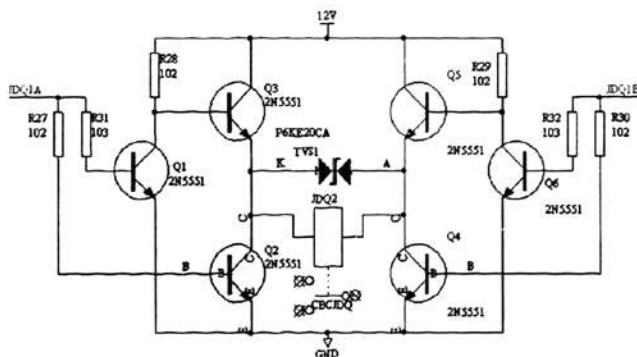 12V
R28
102
Q3
2N5551
Q5
R29
102
JDQ1A
JDQ1B
R27
102
R31
103
R32
103
R30
102
P6KE20CA
TVS1
2N5551
Q1
2N5551
K
A
Q6
2N5551
C
JDQ2
C
Q2
2N5551
C
C
Q4
B
B
B
B
CBCJDQ
2N5551
E
E
GND